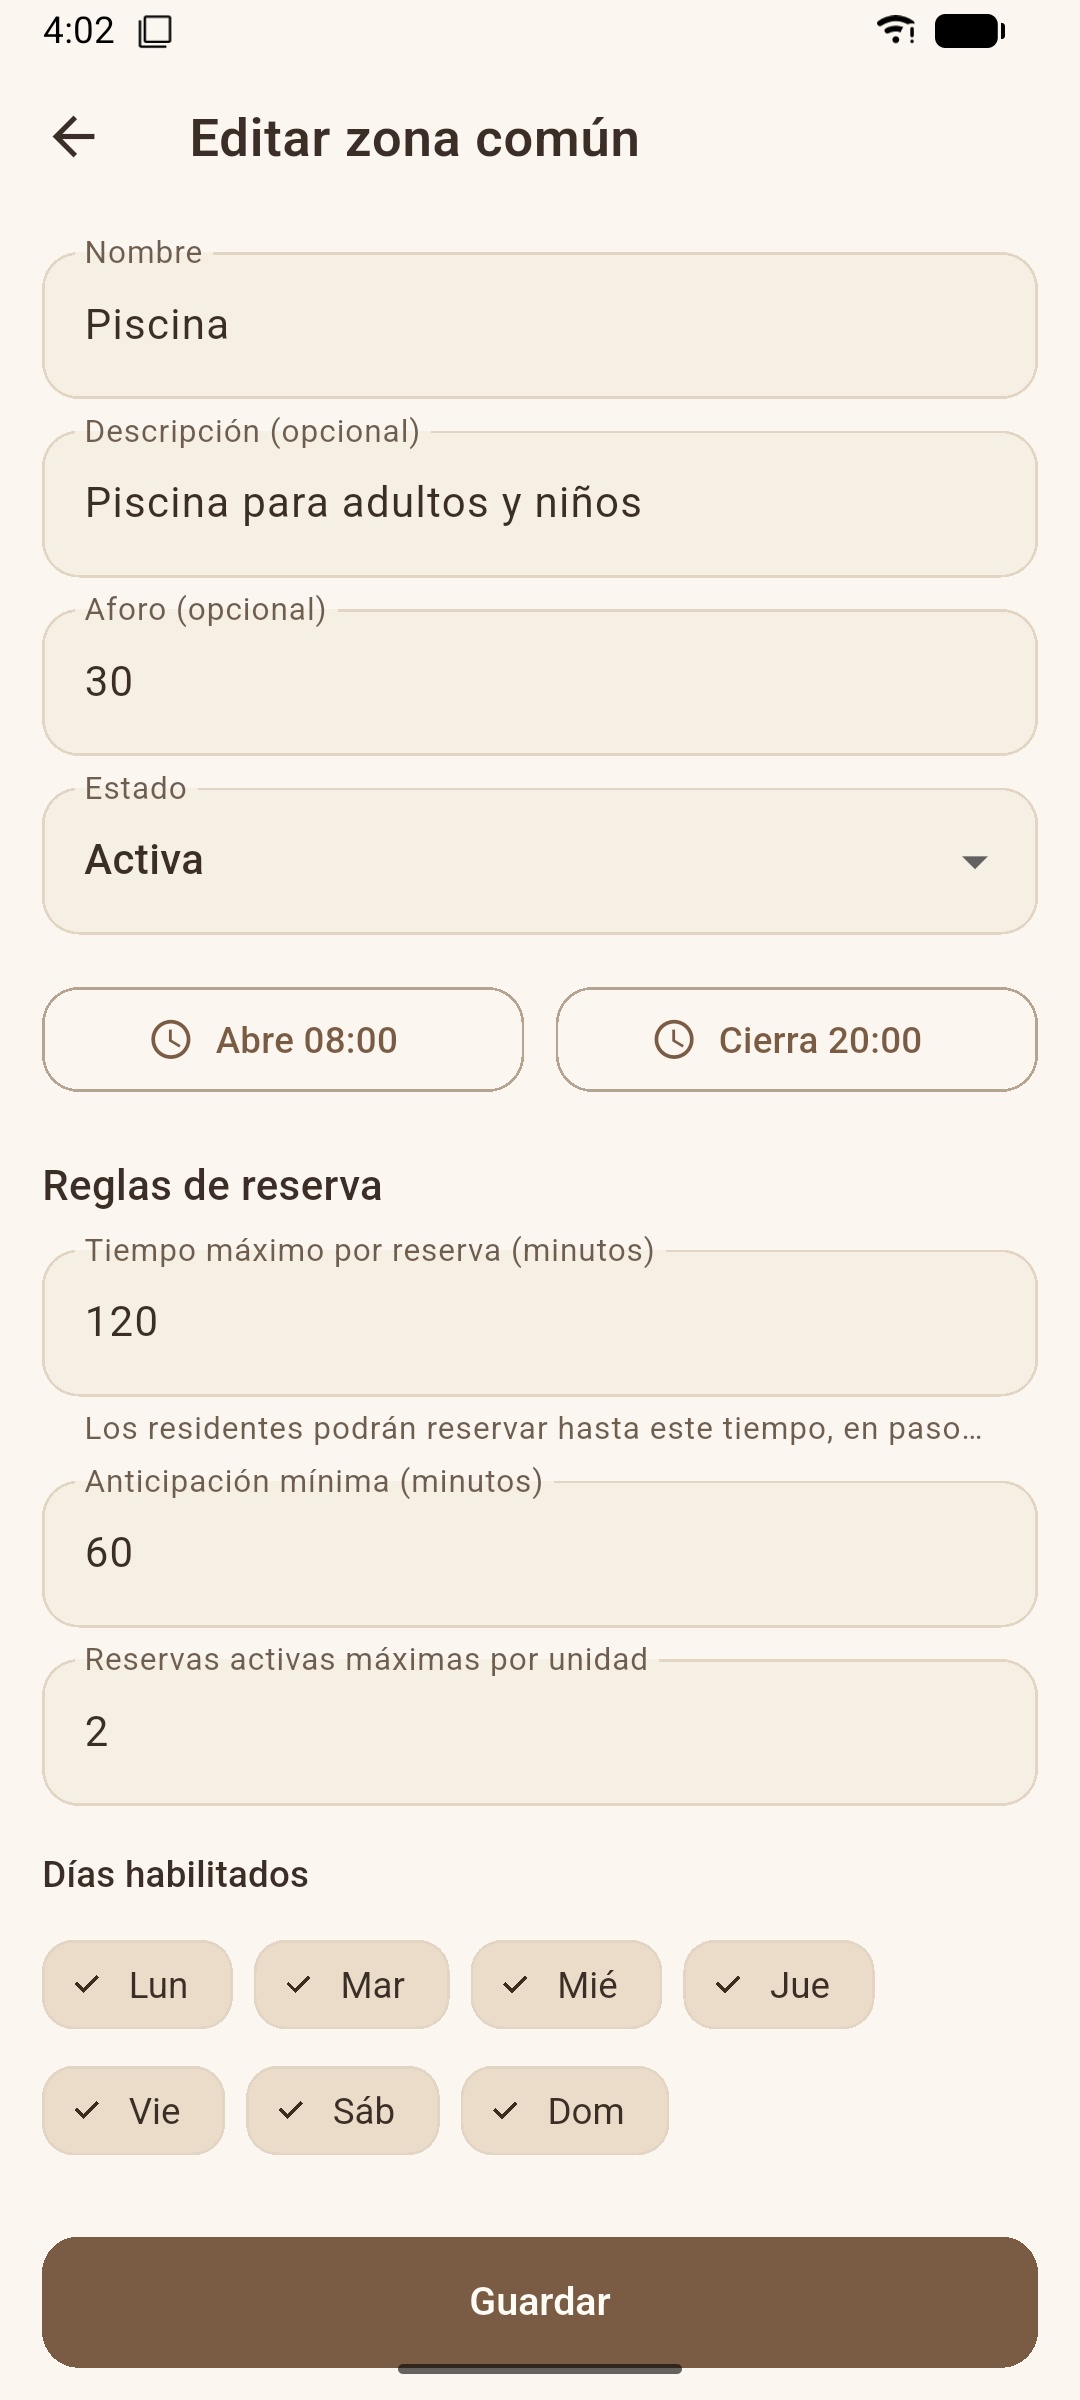 4:02
Editar zona común
Nombre
Piscina
Descripción (opcional)
Piscina para adultos y niños
Aforo (opcional)
30
Estado
Activa
Abre 08:00 Cierra 20:00
Reglas de reserva
Tiempo máximo por reserva (minutos)
120
Los residentes podrán reservar hasta este tiempo, en paso…
Anticipación mínima (minutos)
60
Reservas activas máximas por unidad
2
Días habilitados
Lun Mar Mié Jue
Vie Sáb Dom
Guardar